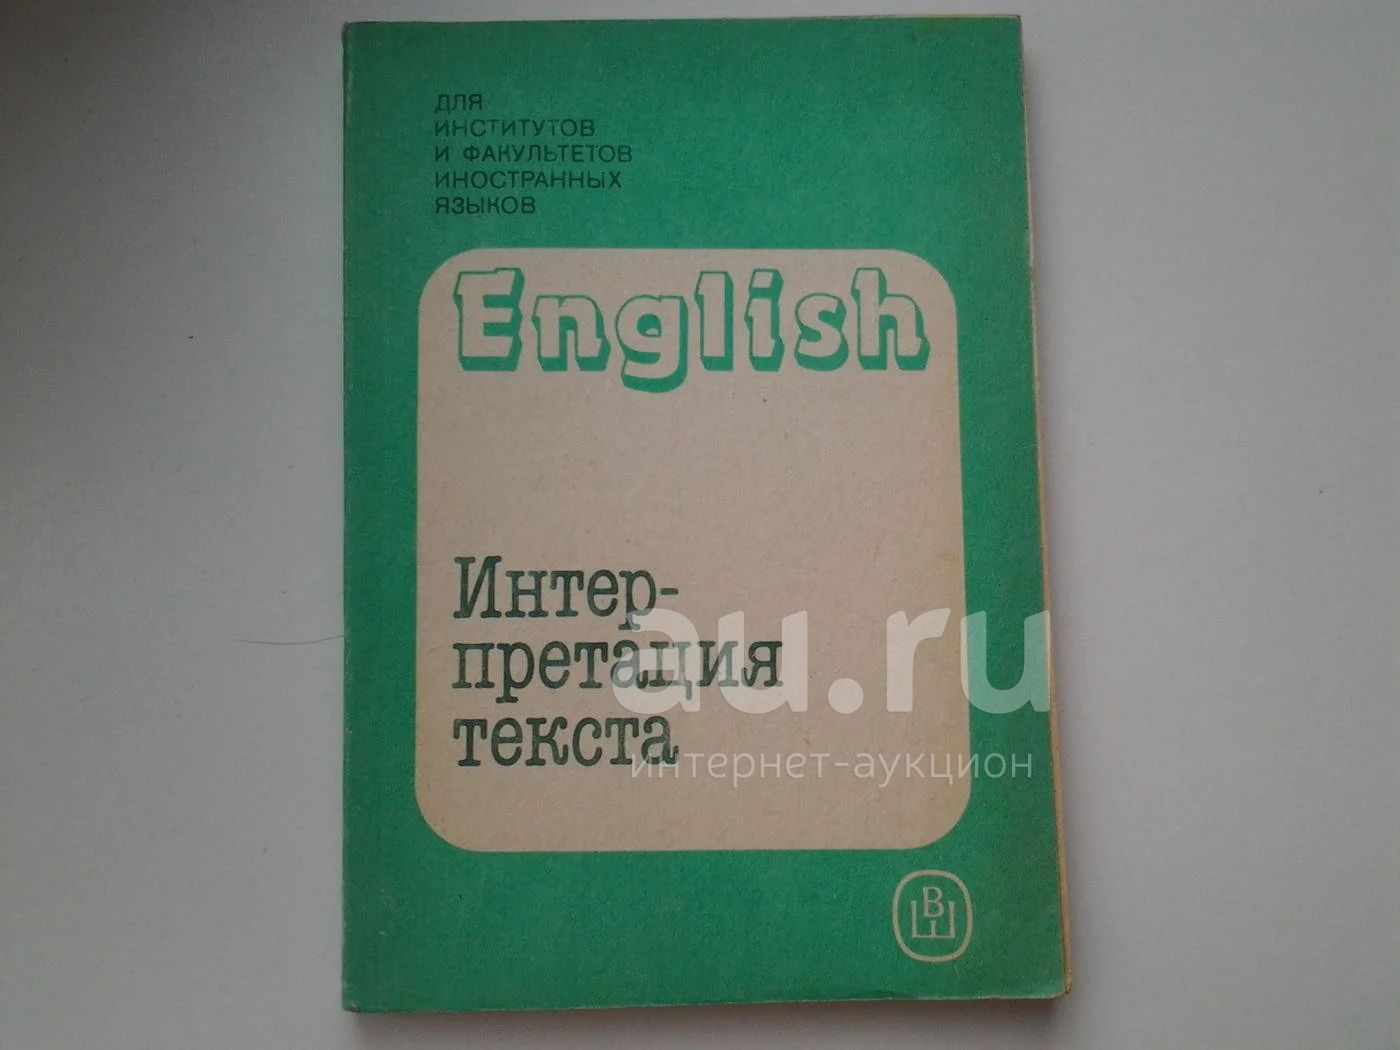 ДЛЯ
ИНСТИТУТОВ
И ФАКУЛЬТЕТОВ
ИНОСТРАННЫХ
ЯЗЫКОВ
English
Интер-
претация
текста
au.ru
интернет-аукцион
ВШ